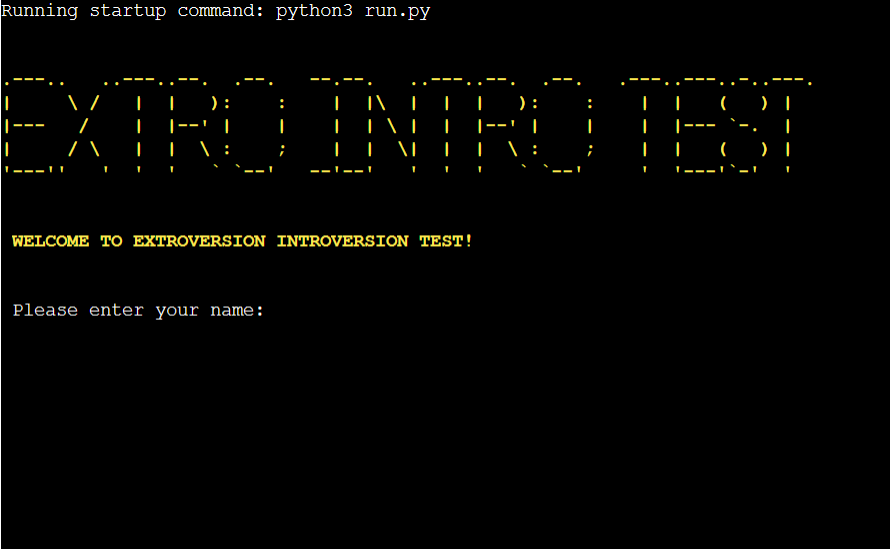 Running startup command: python3 run.py
EXTRO INTRO TEST
WELCOME TO EXTROVERSION INTROVERSION TEST!
Please enter your name: